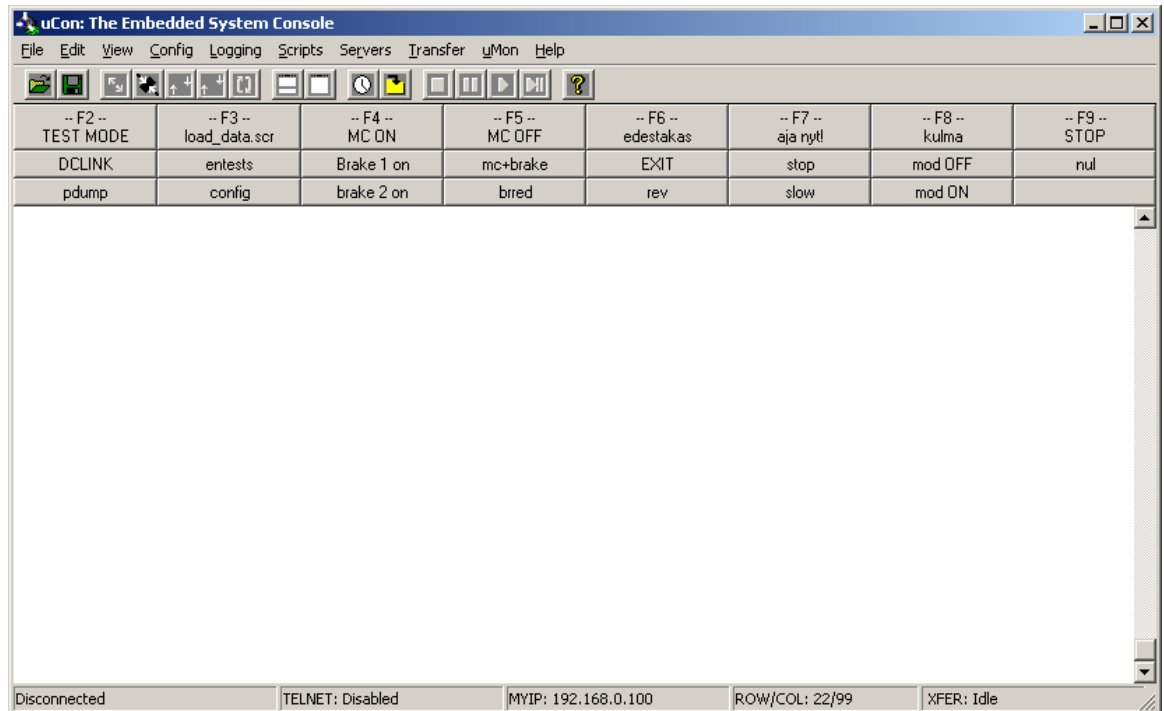 uCon: The Embedded System Console
File Edit View Config Logging Scripts Servers Transfer uMon Help
-- F2 -- -- F3 -- -- F4 -- -- F5 -- -- F6 -- -- F7 -- -- F8 -- -- F9 --
TEST MODE load_data.scr MC ON MC OFF edestakas aja nyt! kulma STOP
DCLINK entests Brake 1 on mc+brake EXIT stop mod OFF nul
pdump config brake 2 on brred rev slow mod ON
Disconnected TELNET: Disabled MYIP: 192.168.0.100 ROW/COL: 22/99 XFER: Idle